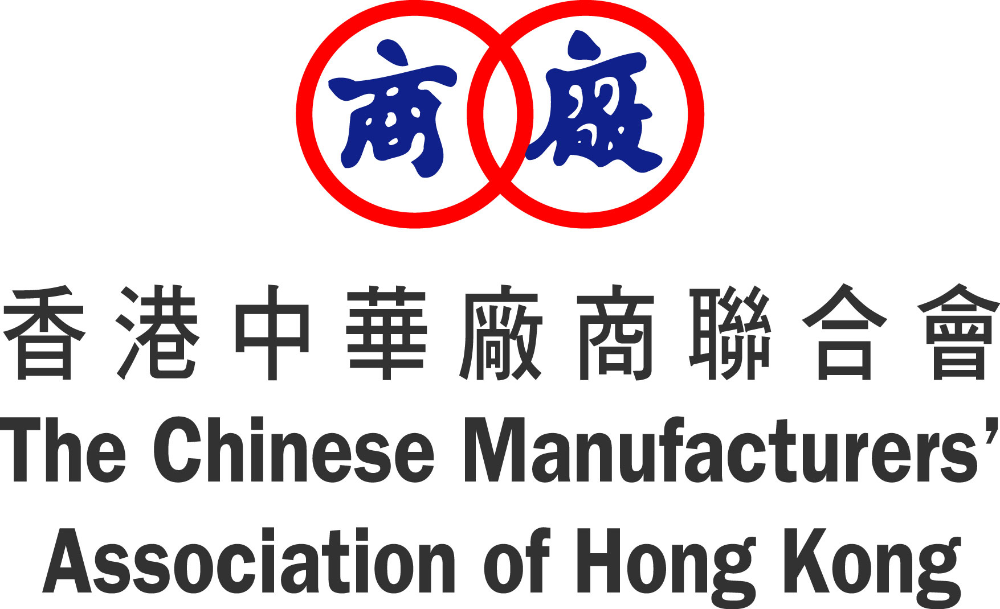 商廠
香港中華廠商聯合會
The Chinese Manufacturers’
Association of Hong Kong